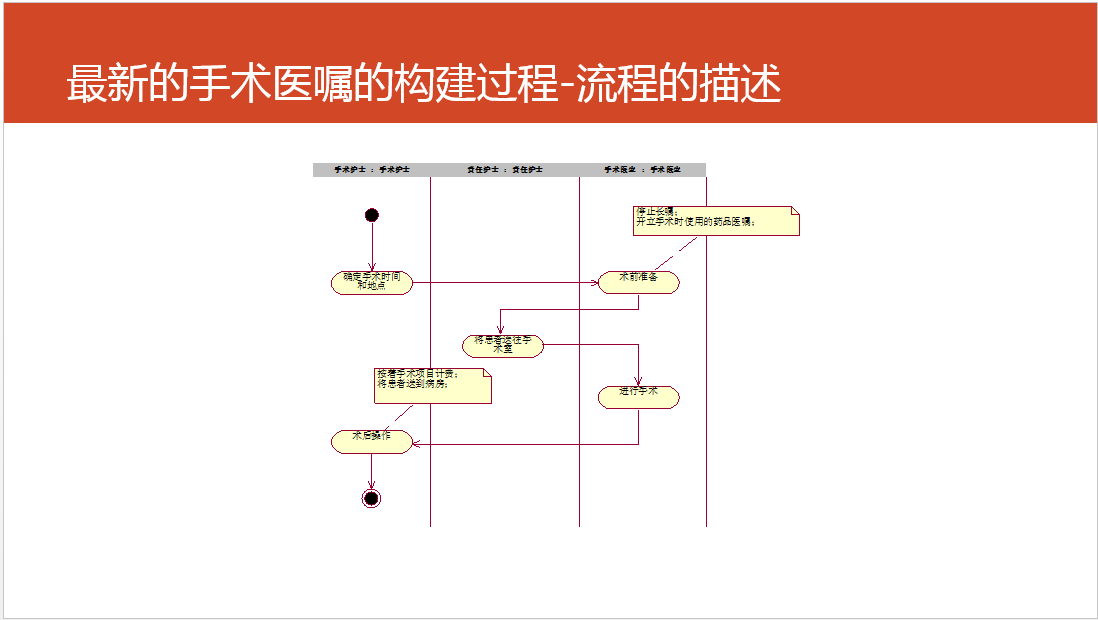 最新的手术医嘱的构建过程-流程的描述
手术护士 : 手术护士
责任护士 : 责任护士
手术医生 : 手术医生
停止长嘱;
开立手术时使用的药品医嘱;
确定手术时间
和地点
术前准备
将患者送往手
术室
按着手术项目计费;
将患者送到病房;
进行手术
术后操作